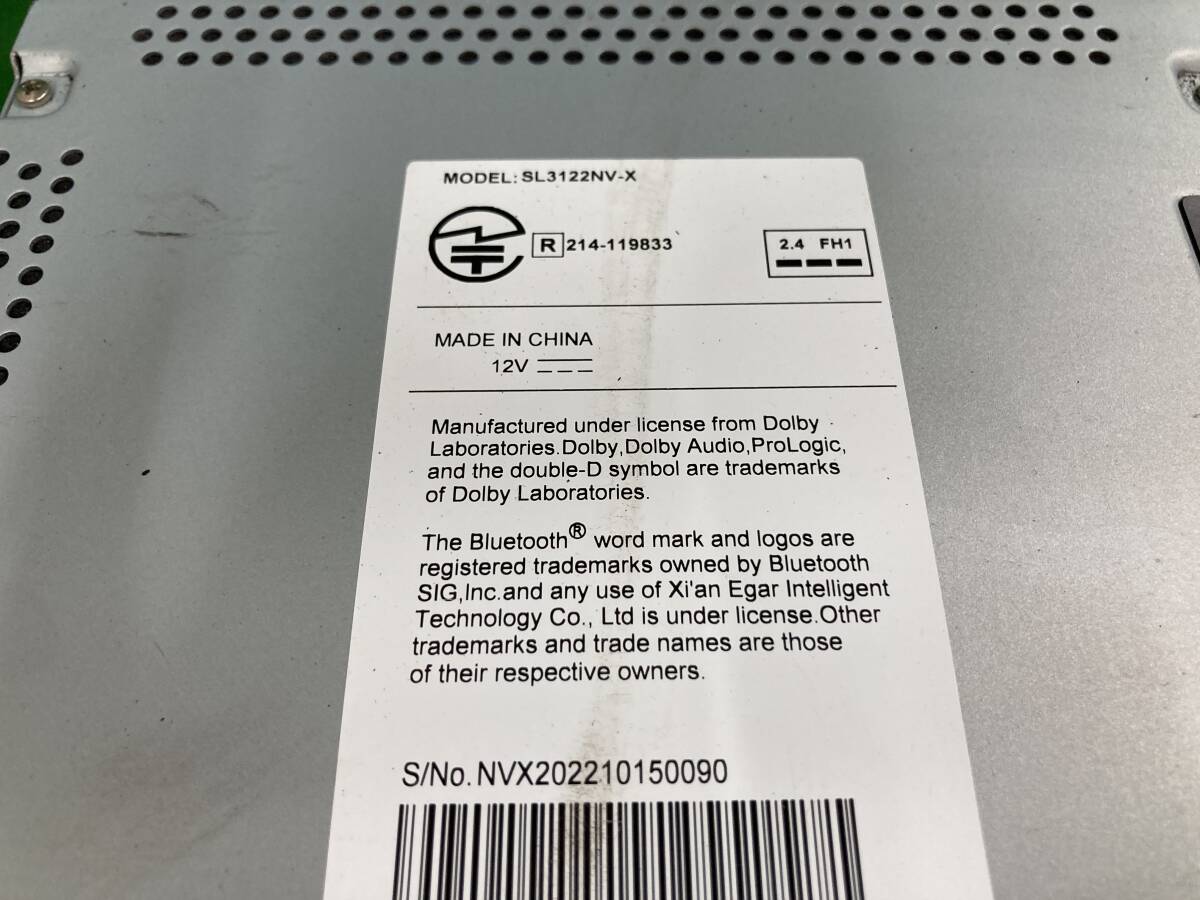 MODEL: SL3122NV-X
R 214-119833
2.4 FH1
MADE IN CHINA
12V
Manufactured under license from Dolby
Laboratories.Dolby,Dolby Audio,ProLogic,
and the double-D symbol are trademarks
of Dolby Laboratories.
The Bluetooth® word mark and logos are
registered trademarks owned by Bluetooth
SIG,Inc.and any use of Xi'an Egar Intelligent
Technology Co., Ltd is under license.Other
trademarks and trade names are those
of their respective owners.
S/No. NVX202210150090